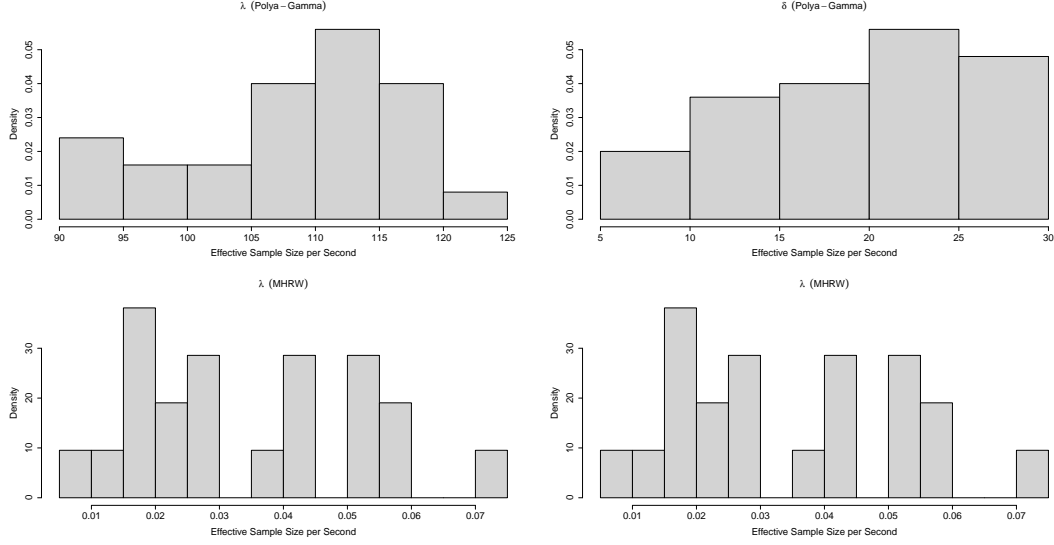 λ (Polya − Gamma)
Density
0.00 0.01 0.02 0.03 0.04 0.05
90 95 100 105 110 115 120 125
Effective Sample Size per Second
δ (Polya − Gamma)
Density
0.00 0.01 0.02 0.03 0.04 0.05
5 10 15 20 25 30
Effective Sample Size per Second
λ (MHRW)
Density
0 10 20 30
0.01 0.02 0.03 0.04 0.05 0.06 0.07
Effective Sample Size per Second
λ (MHRW)
Density
0 10 20 30
0.01 0.02 0.03 0.04 0.05 0.06 0.07
Effective Sample Size per Second